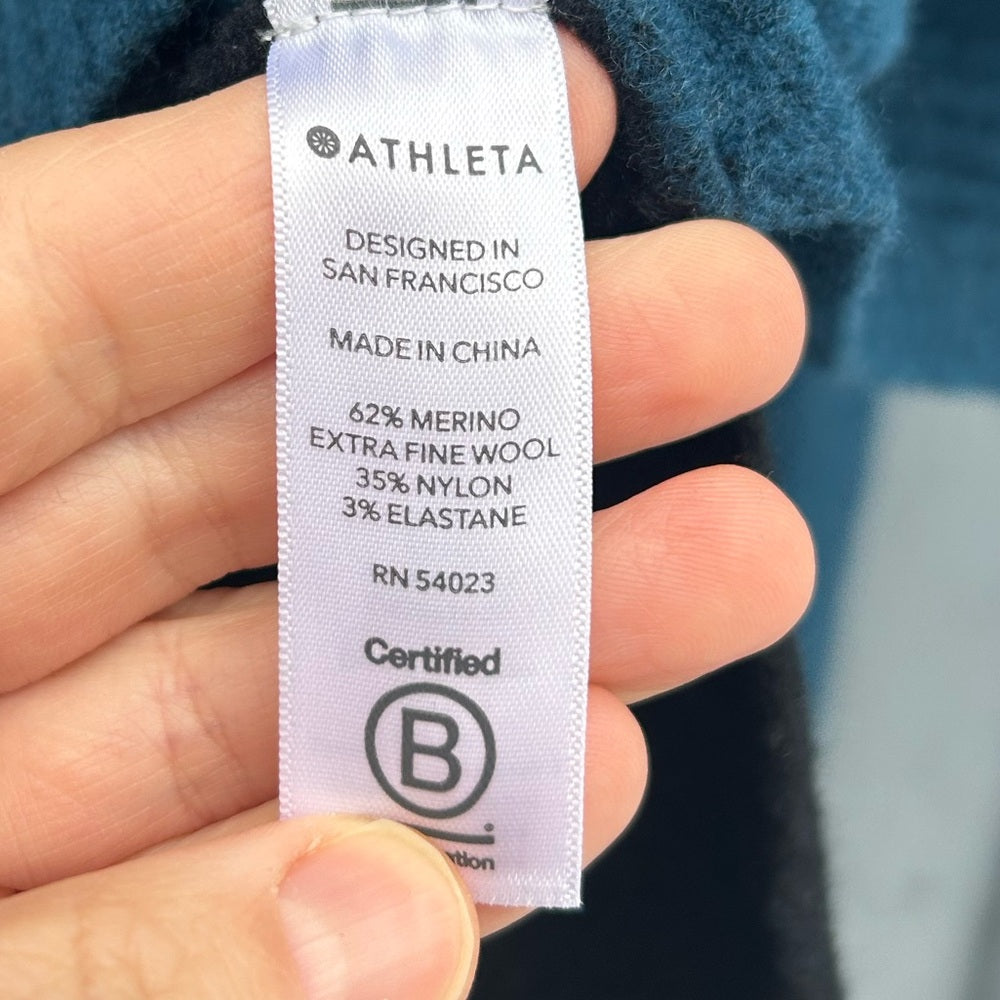 ATHLETA
DESIGNED IN
SAN FRANCISCO
MADE IN CHINA
62% MERINO
EXTRA FINE WOOL
35% NYLON
3% ELASTANE
RN 54023
Certified
B